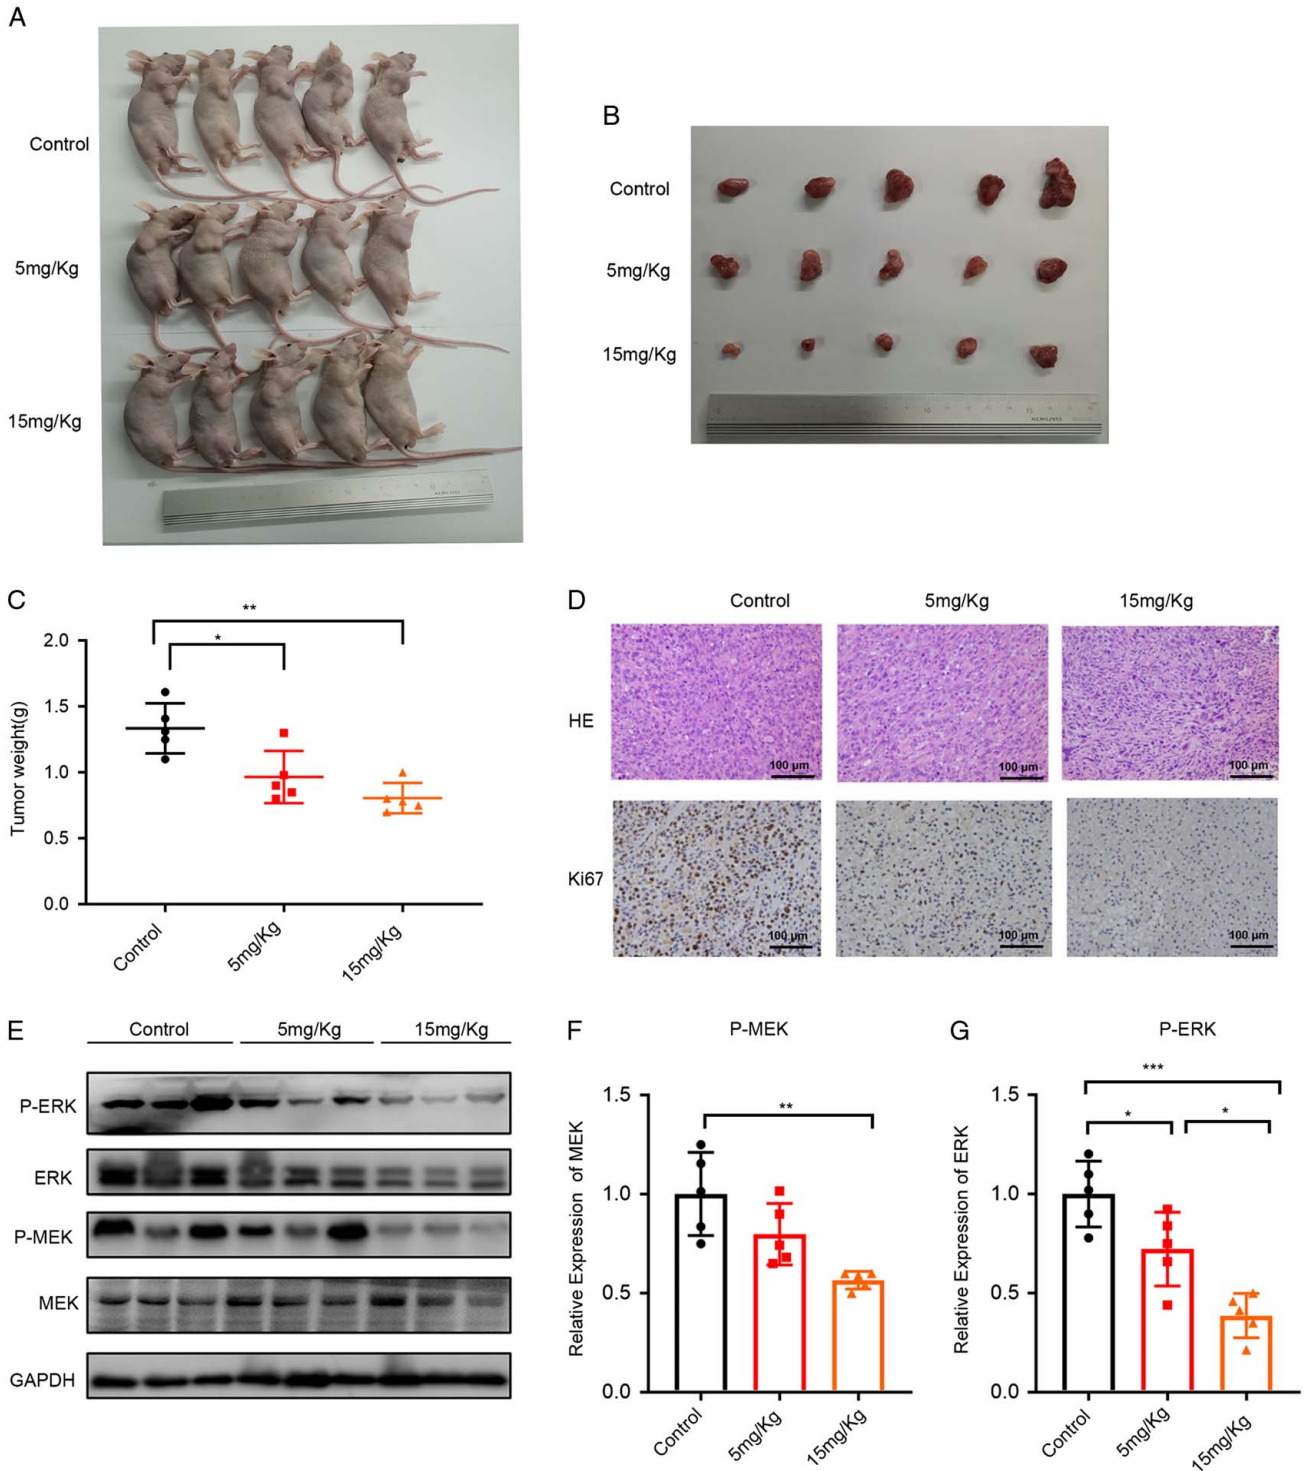 A
Control
5mg/Kg
15mg/Kg
B
Control
5mg/Kg
15mg/Kg
10
15
C
**
*
2.0
1.5
1.0
0.5
0.0
Tumor weight(g)
Control
5mg/Kg
15mg/Kg
D
Control 5mg/Kg 15mg/Kg
HE
100 µm 100 µm 100 µm
Ki67
100 µm 100 µm 100 µm
E
Control 5mg/Kg 15mg/Kg
P-ERK
ERK
P-MEK
MEK
GAPDH
F
P-MEK
**
1.5
1.0
0.5
0.0
Relative Expression of MEK
Control
5mg/Kg
15mg/Kg
G
P-ERK
***
* *
1.5
1.0
0.5
0.0
Relative Expression of ERK
Control
5mg/Kg
15mg/Kg